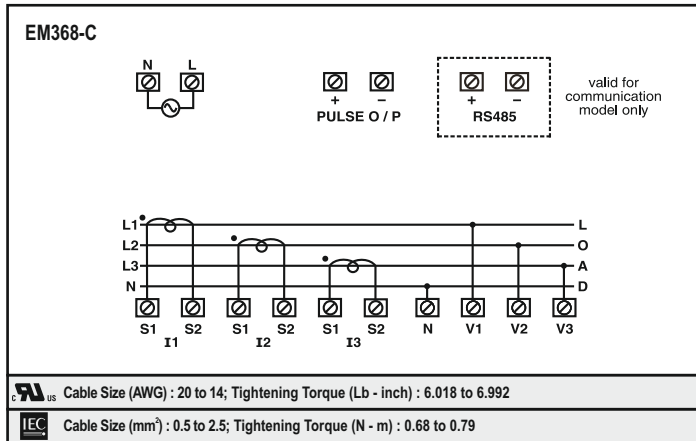 EM368-C
N L
+ −
PULSE O / P
+ −
RS485
valid for
communication
model only
L1 L
L2 O
L3 A
N D
S1 S2 S1 S2 S1 S2 N V1 V2 V3
I1 I2 I3
c RU US Cable Size (AWG) : 20 to 14; Tightening Torque (Lb - inch) : 6.018 to 6.992
IEC Cable Size (mm²) : 0.5 to 2.5; Tightening Torque (N - m) : 0.68 to 0.79